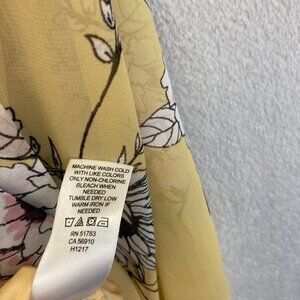 MACHINE WASH COLD
WITH LIKE COLORS
ONLY NON-CHLORINE
BLEACH WHEN
NEEDED
TUMBLE DRY LOW
WARM IRON IF
NEEDED
RN 51783
CA 56910
H1217